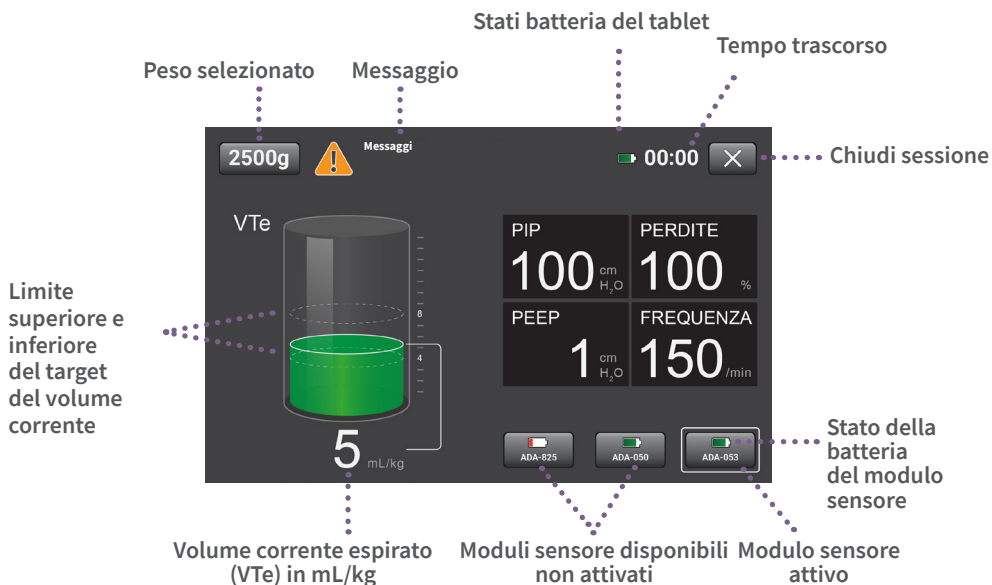 Stati batteria del tablet
Tempo trascorso
Peso selezionato
Messaggio
2500g
Messaggi
00:00
Chiudi sessione
VTe
8
4
5
mL/kg
PIP
100 cm H₂O
PERDITE
100 %
PEEP
1 cm H₂O
FREQUENZA
150 /min
Limite
superiore e
inferiore
del target
del volume
corrente
ADA-825
ADA-050
ADA-053
Stato della
batteria
del modulo
sensore
Volume corrente espirato
(VTe) in mL/kg
Moduli sensore disponibili
non attivati
Modulo sensore
attivo